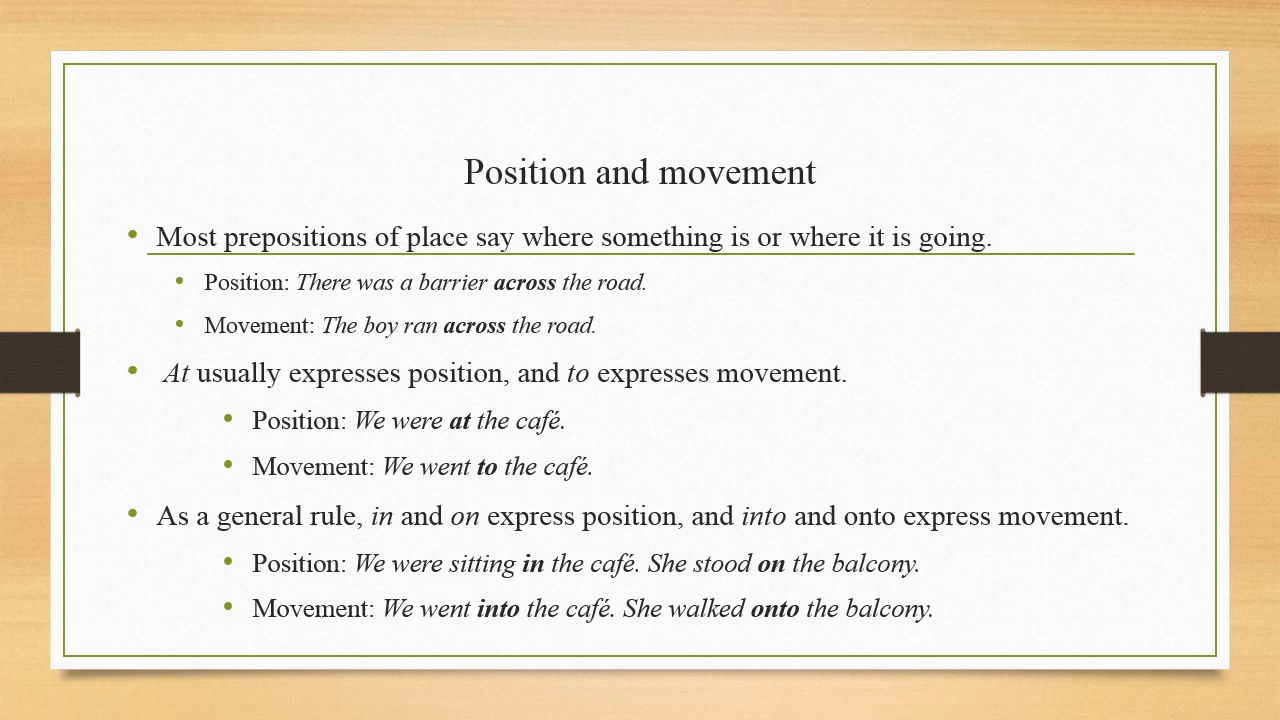 Position and movement
• Most prepositions of place say where something is or where it is going.
• Position: There was a barrier across the road.
• Movement: The boy ran across the road.
• At usually expresses position, and to expresses movement.
• Position: We were at the café.
• Movement: We went to the café.
• As a general rule, in and on express position, and into and onto express movement.
• Position: We were sitting in the café. She stood on the balcony.
• Movement: We went into the café. She walked onto the balcony.